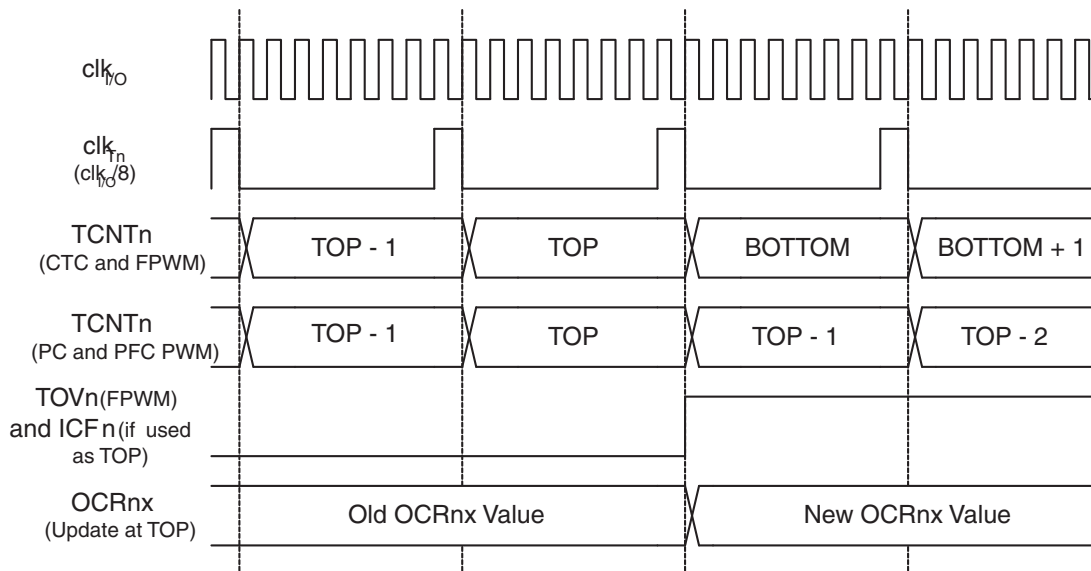 clkI/O
clkTn
(clkI/O/8)
TCNTn
(CTC and FPWM)
TOP - 1
TOP
BOTTOM
BOTTOM + 1
TCNTn
(PC and PFC PWM)
TOP - 1
TOP
TOP - 1
TOP - 2
TOVn(FPWM)
and ICFn(if used
as TOP)
OCRnx
(Update at TOP)
Old OCRnx Value
New OCRnx Value